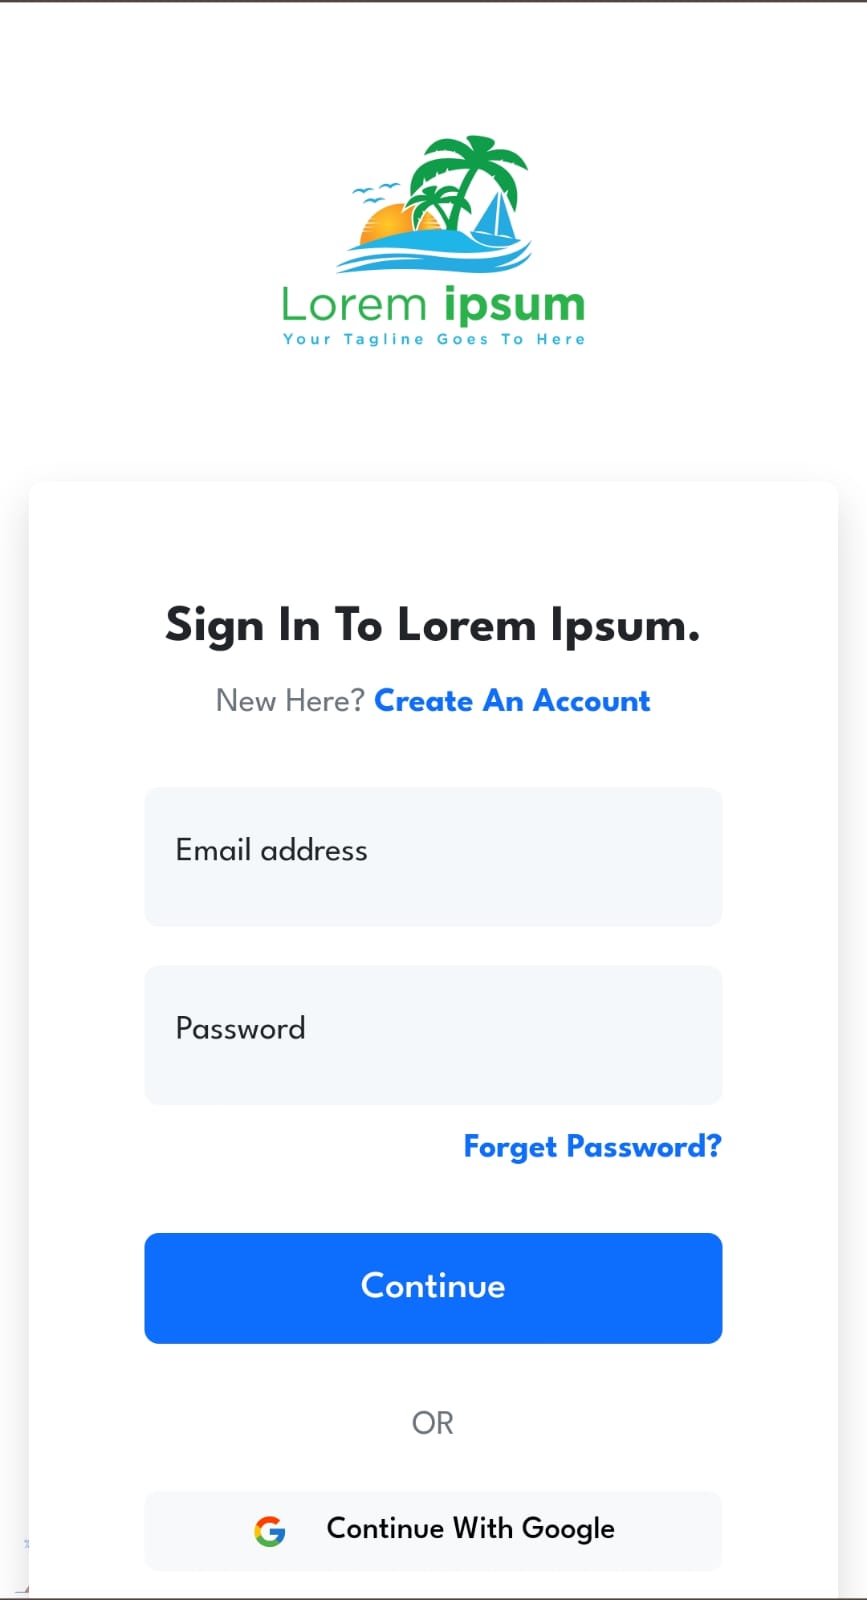 Lorem ipsum
Your Tagline Goes To Here
Sign In To Lorem Ipsum.
New Here? Create An Account
Email address
Password
Forget Password?
Continue
OR
Continue With Google